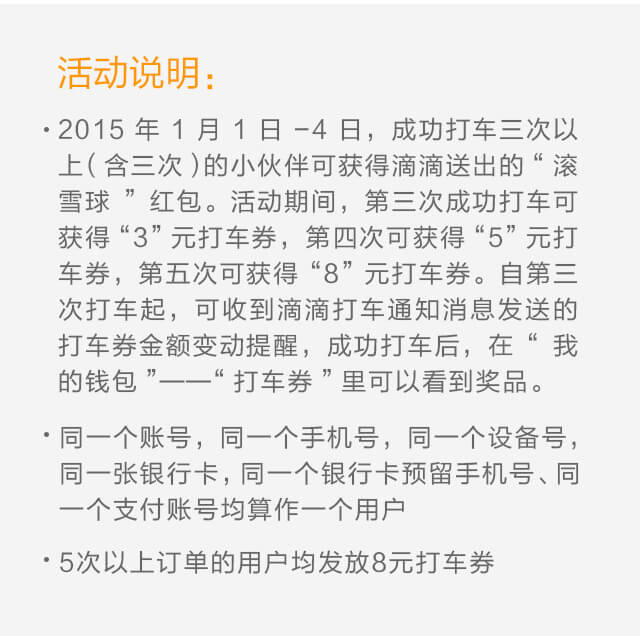 活动说明：
• 2015 年 1 月 1 日 –4 日，成功打车三次以
上( 含三次 )的小伙伴可获得滴滴送出的 “ 滚
雪球 ” 红包。活动期间，第三次成功打车可
获得 “3” 元打车券，第四次可获得 “5” 元打
车券，第五次可获得 “8” 元打车券。自第三
次打车起，可收到滴滴打车通知消息发送的
打车券金额变动提醒，成功打车后，在 “ 我
的钱包 ”——“ 打车券 ” 里可以看到奖品。
• 同一个账号，同一个手机号，同一个设备号，
同一张银行卡，同一个银行卡预留手机号、同
一个支付账号均算作一个用户
• 5次以上订单的用户均发放8元打车券